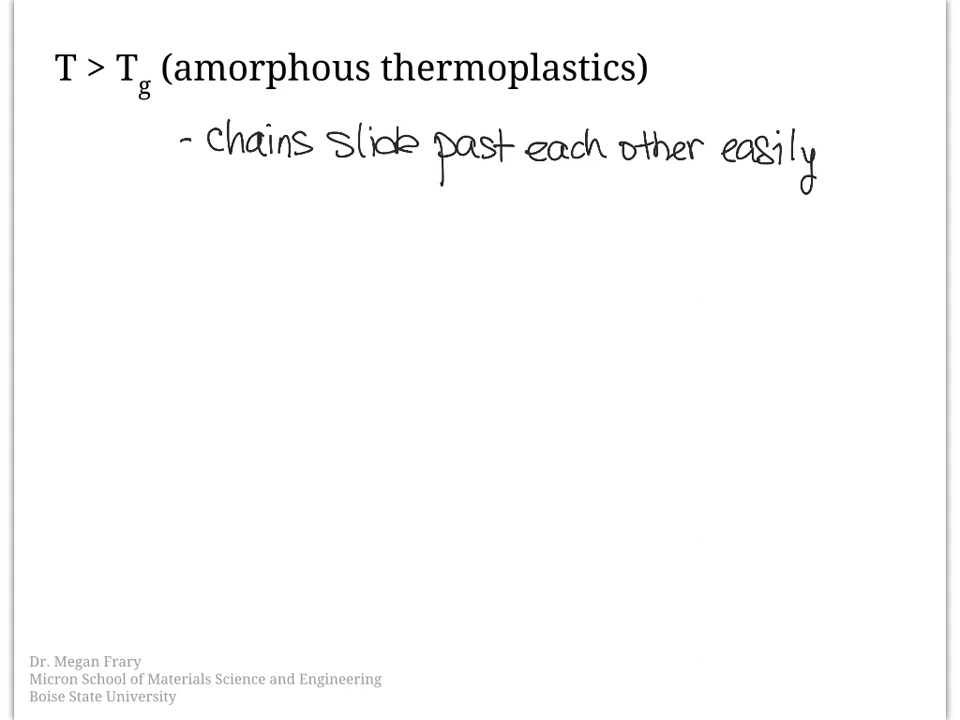 T > Tg (amorphous thermoplastics)
- chains slide past each other easily
Dr. Megan Frary
Micron School of Materials Science and Engineering
Boise State University